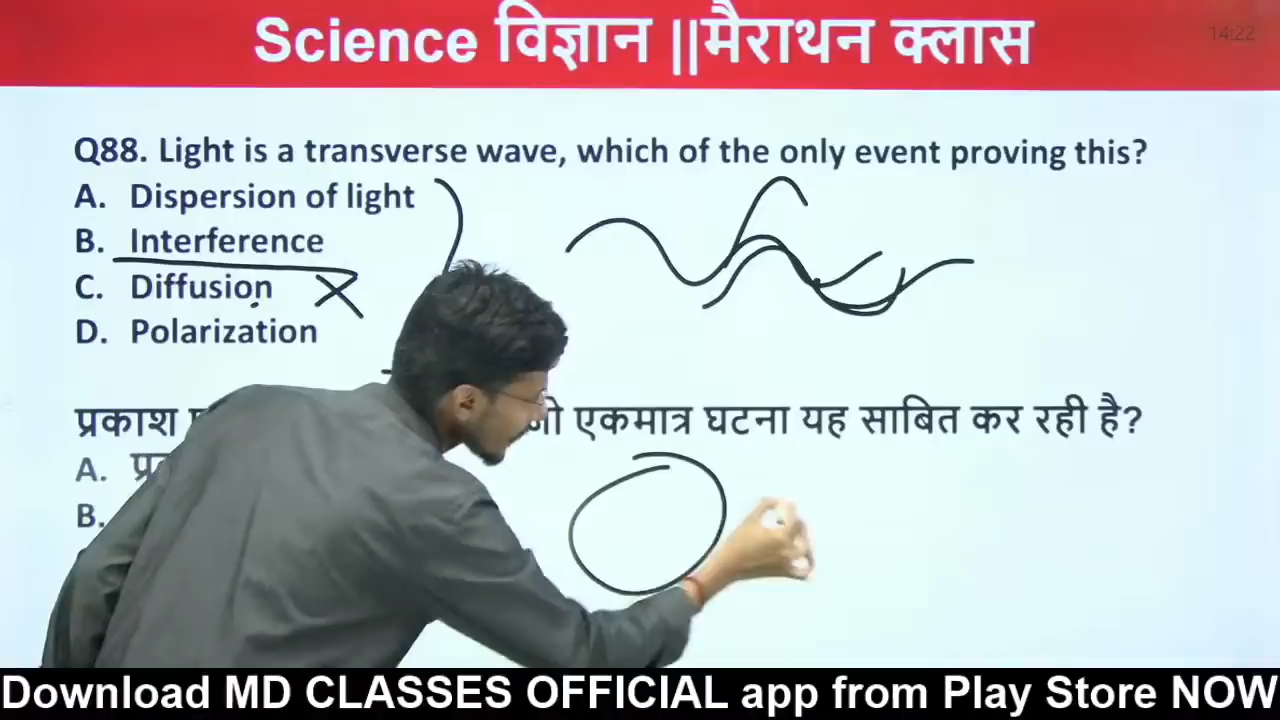 Science विज्ञान ||मैराथन क्लास
14:22
Q88. Light is a transverse wave, which of the only event proving this?
A. Dispersion of light
B. Interference
C. Diffusion
D. Polarization
प्रकाश एकमात्र घटना यह साबित कर रही है?
A.
B.
Download MD CLASSES OFFICIAL app from Play Store NOW